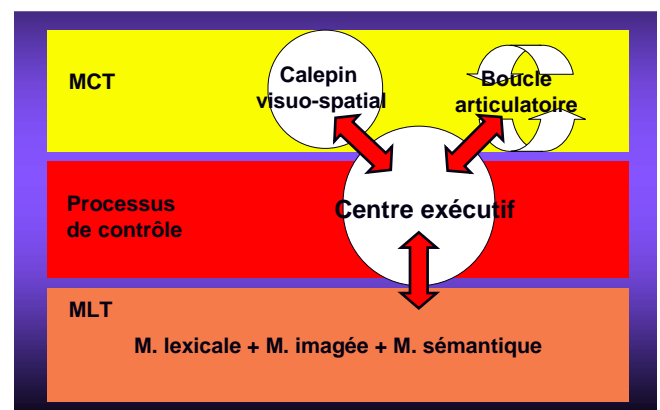 MCT
Calepin
visuo-spatial
Boucle
articulatoire
Processus
de contrôle
Centre exécutif
MLT
M. lexicale + M. imagée + M. sémantique